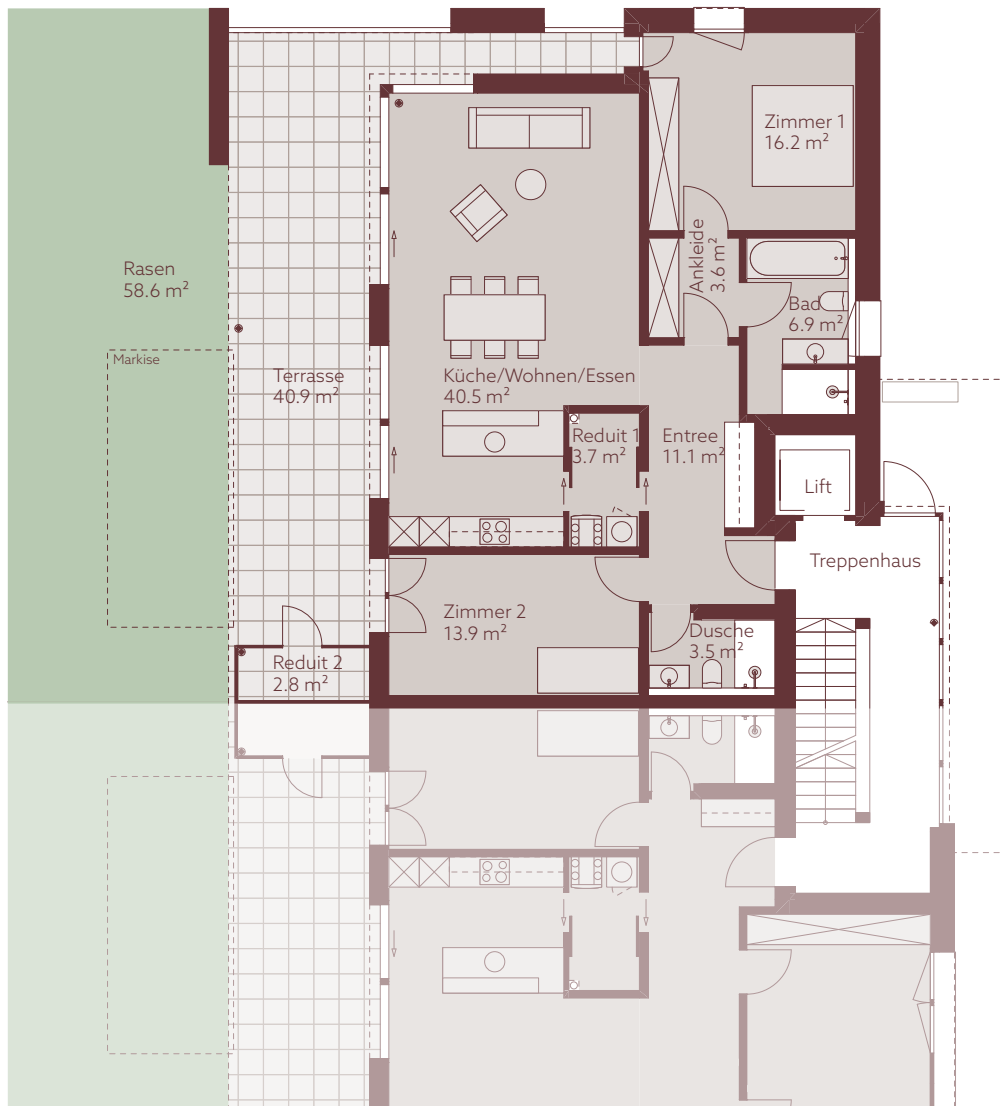 Zimmer 1
16.2 m²
Ankleide
3.6 m²
Rasen
58.6 m²
Bad
6.9 m²
Markise
Terrasse
40.9 m²
Küche/Wohnen/Essen
40.5 m²
Reduit 1
3.7 m²
Entree
11.1 m²
Lift
Treppenhaus
Zimmer 2
13.9 m²
Dusche
3.5 m²
Reduit 2
2.8 m²